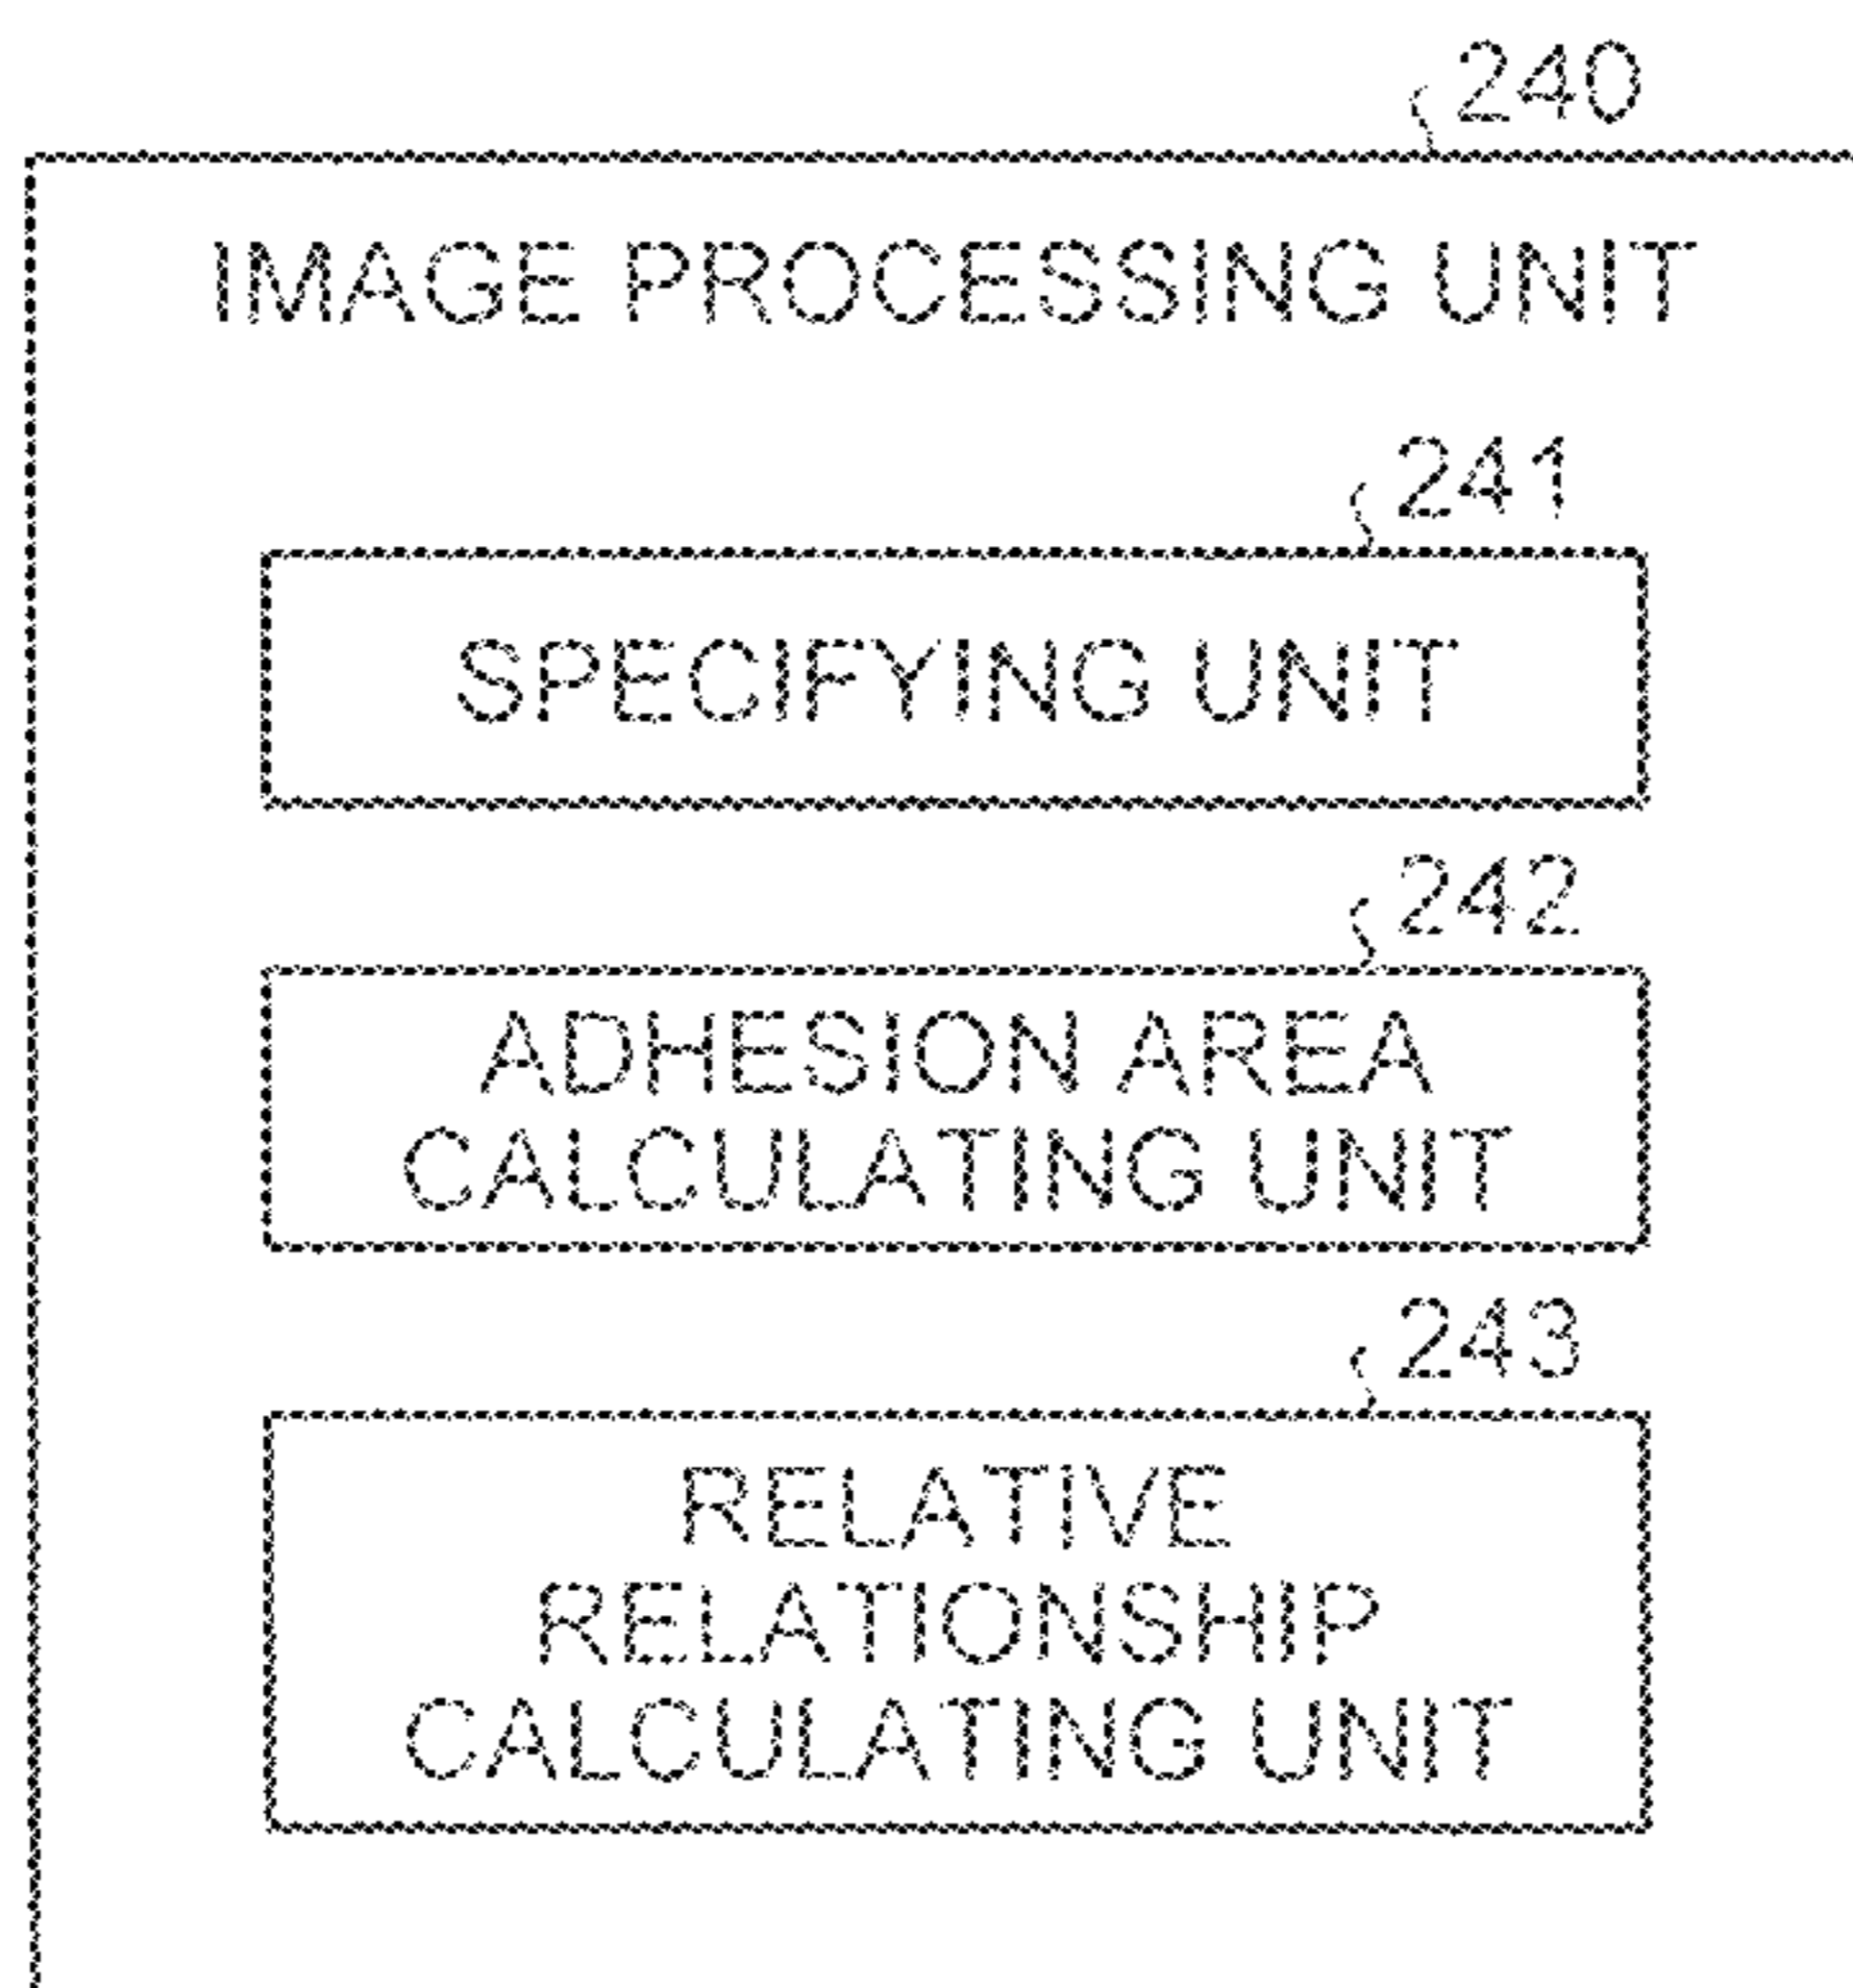 240
IMAGE PROCESSING UNIT
241
SPECIFYING UNIT
242
ADHESION AREA
CALCULATING UNIT
243
RELATIVE
RELATIONSHIP
CALCULATING UNIT